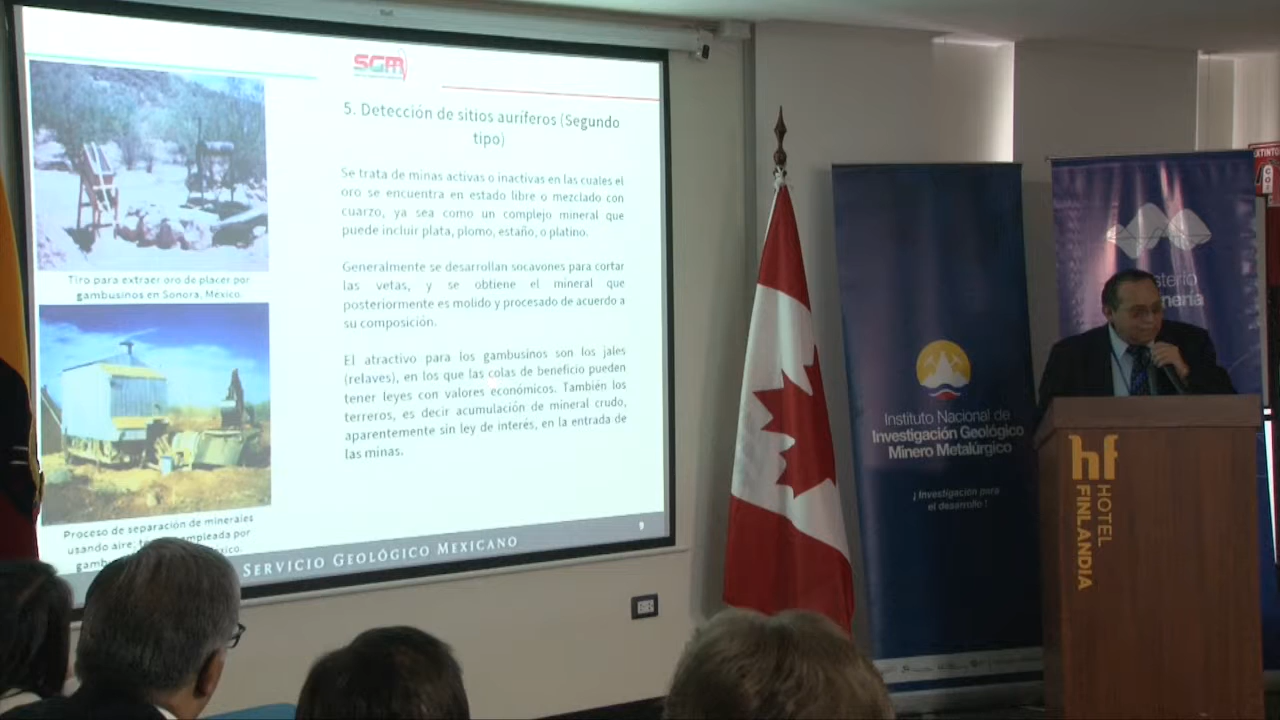 SGM
5. Detección de sitios auríferos (Segundo
tipo)
Se trata de minas activas o inactivas en las cuales el
oro se encuentra en estado libre o mezclado con
cuarzo, ya sea como un complejo mineral que
puede incluir plata, plomo, estaño, o platino.
Generalmente se desarrollan socavones para cortar
las vetas, y se obtiene el mineral que
posteriormente es molido y procesado de acuerdo a
su composición.
El atractivo para los gambusinos son los jales
(relaves), en los que las colas de beneficio pueden
tener leyes con valores económicos. También los
terreros, es decir acumulación de mineral crudo,
aparentemente sin ley de interés, en la entrada de
las minas.
Tiro para extraer oro de placer por
gambusinos en Sonora, Mexico.
Proceso de separación de minerales
usando aire, empleada por
9
SERVICIO GEOLÓGICO MEXICANO
Instituto Nacional de
Investigación Geológico
Minero Metalúrgico
¡ Investigación para
el desarrollo !
sterio
nería
EXTINTO
hf
HOTEL
FINLANDIA